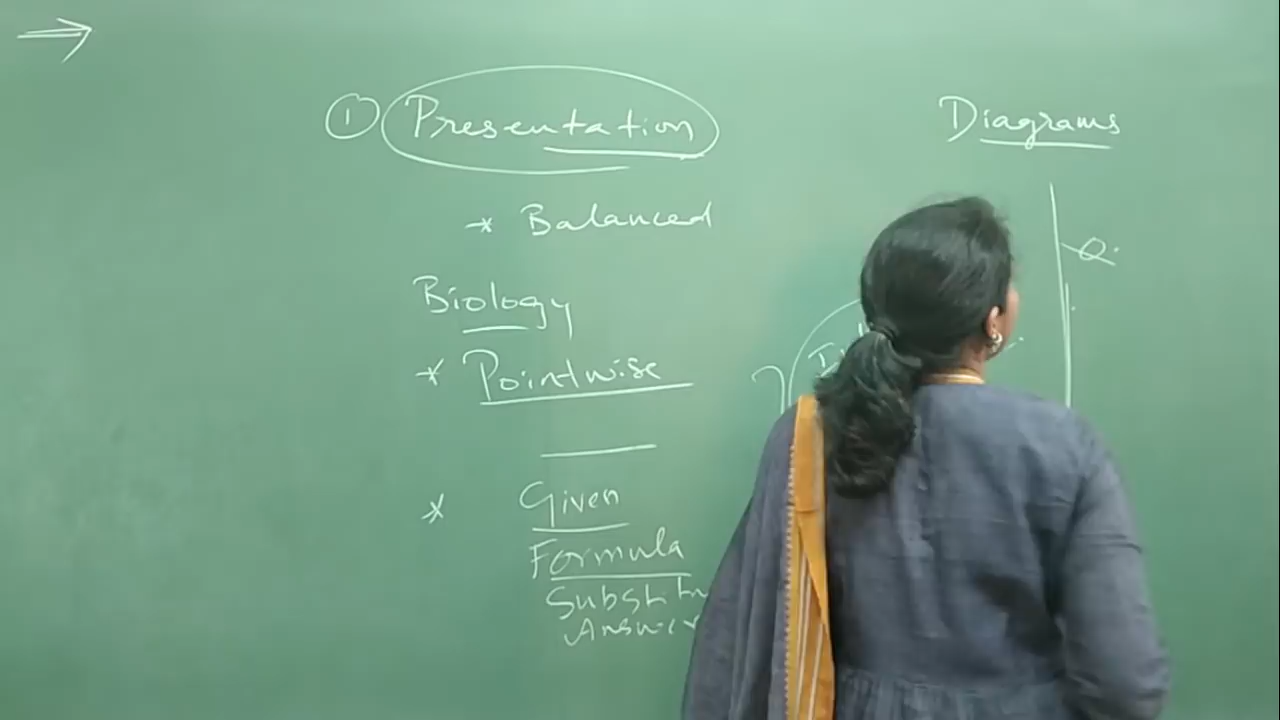 ① Presentation
* Balanced
Biology
* Pointwise
* Given
Formula
Diagrams
Q.